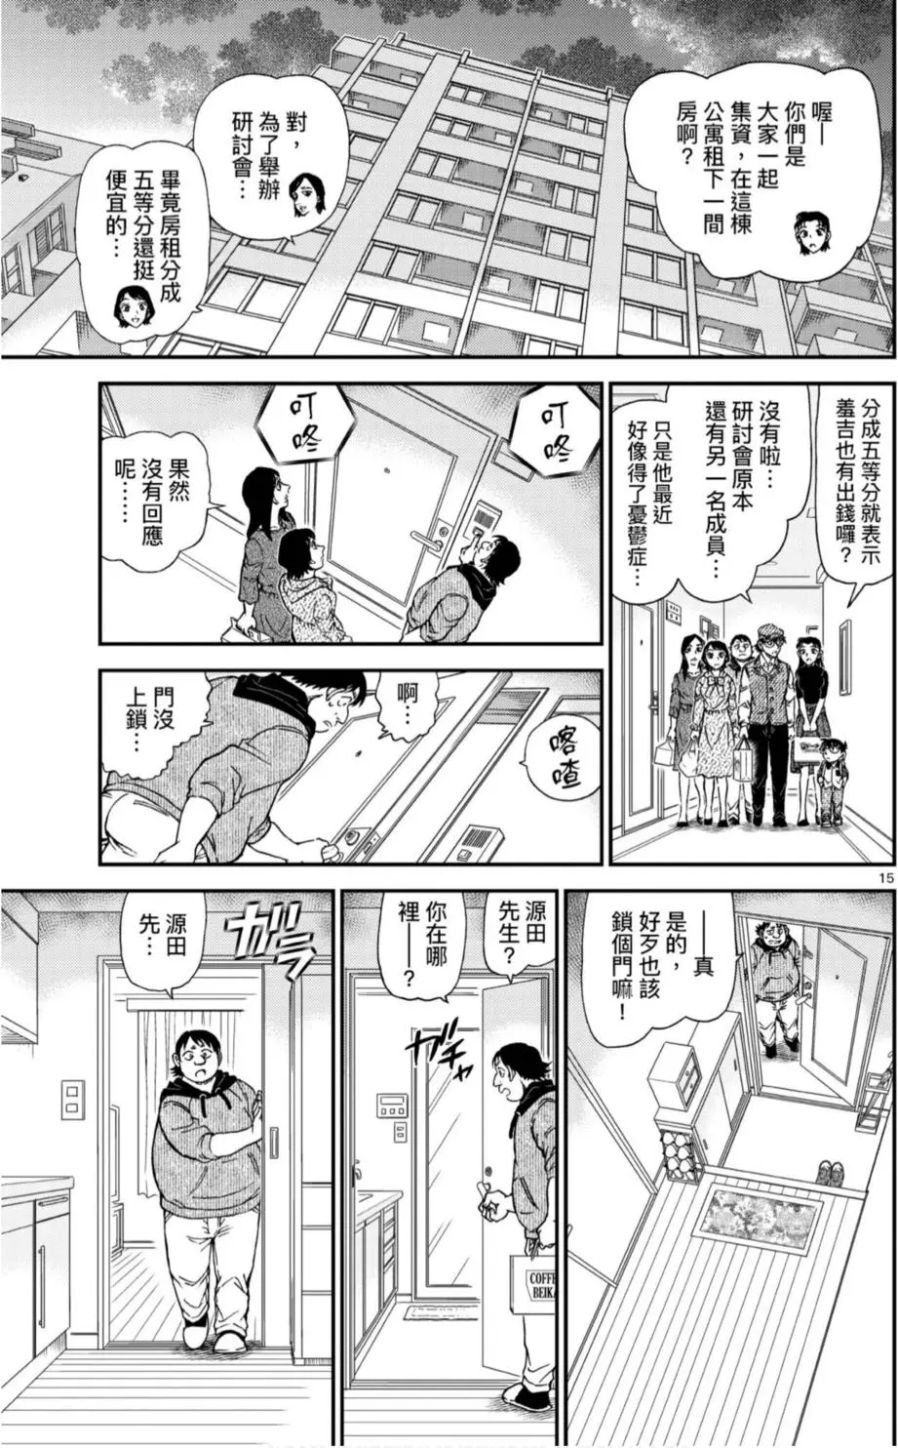 喔—
你們是
大家一起
集資，在這棟
公寓租下一間
房啊？
對，
為了舉辦
研討會…
畢竟房租分成
五等分還挺
便宜的…
分成五等分就表示
羞吉也有出錢囉？
沒有啦…
研討會原本
還有另一名成員…
只是他最近
好像得了憂鬱症…
叮咚
叮咚
果然
沒有回應
呢……
喀喳
啊…
門沒
上鎖…
15
——真
是的，
好歹也該
鎖個門嘛！
源田
先生？
你在哪
裡——？
ガチャ
COFFE
BEIKA
ガラ
源田
先…